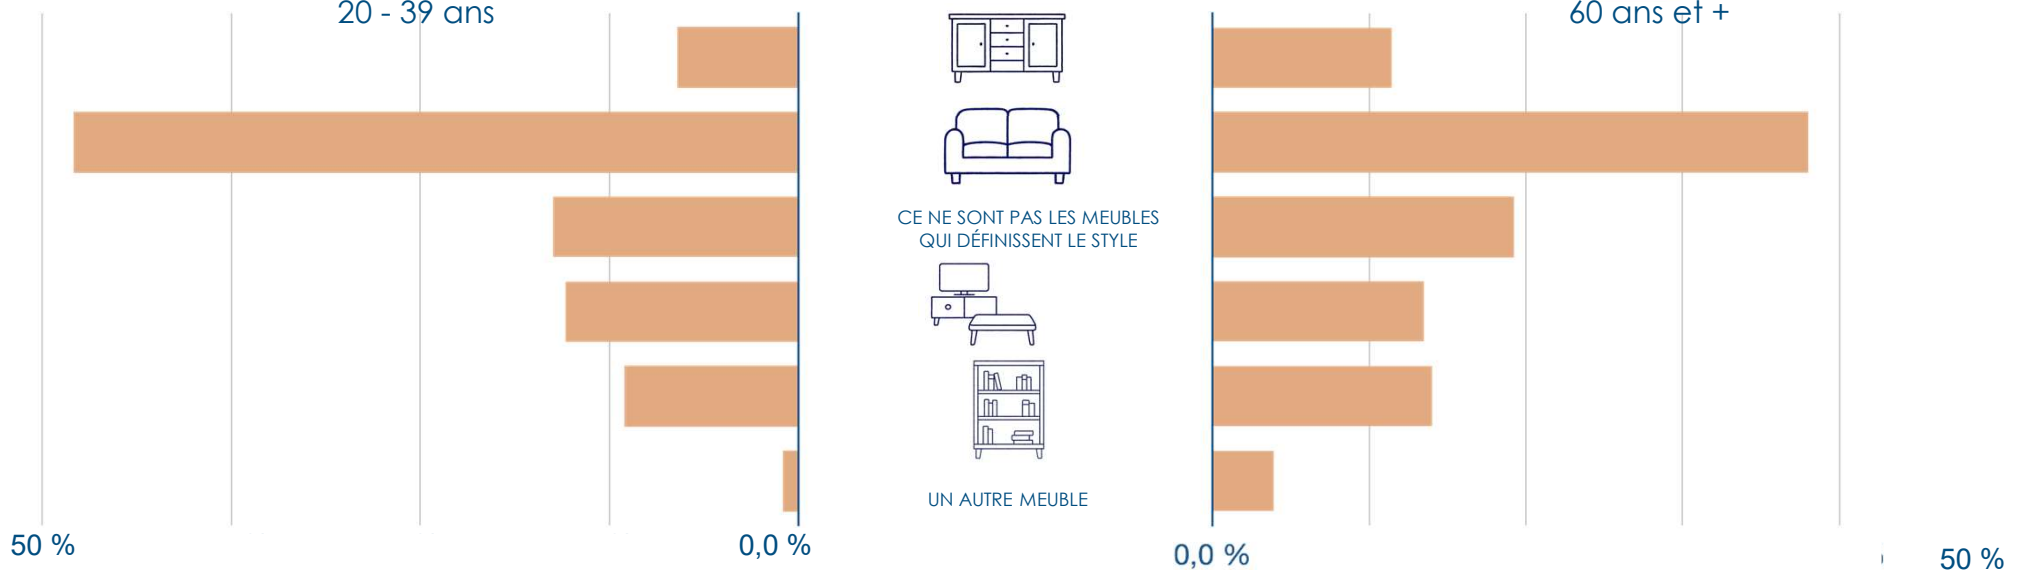 20 - 39 ans
60 ans et +
CE NE SONT PAS LES MEUBLES
QUI DÉFINISSENT LE STYLE
UN AUTRE MEUBLE
50 %
0,0 %
0,0 %
50 %